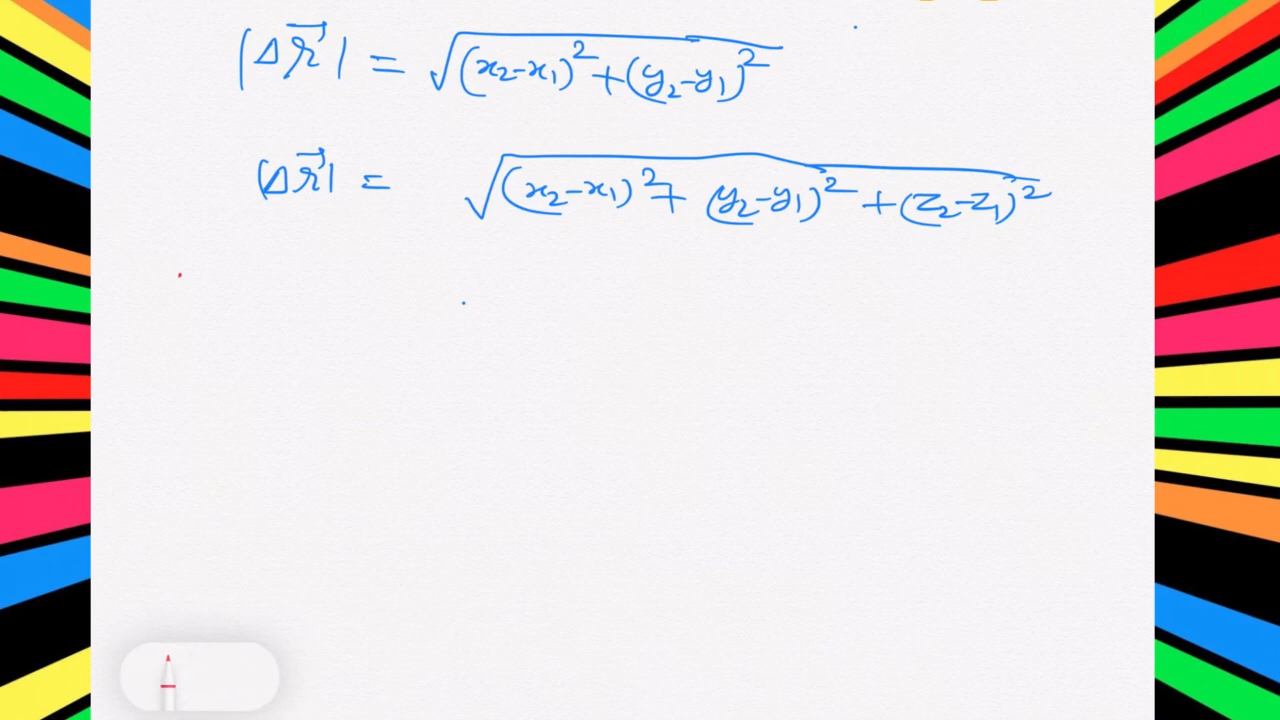 |Δr⃗| = √(x₂-x₁)²+(y₂-y₁)²
|Δr⃗| = √(x₂-x₁)²+ (y₂-y₁)² +(z₂-z₁)²